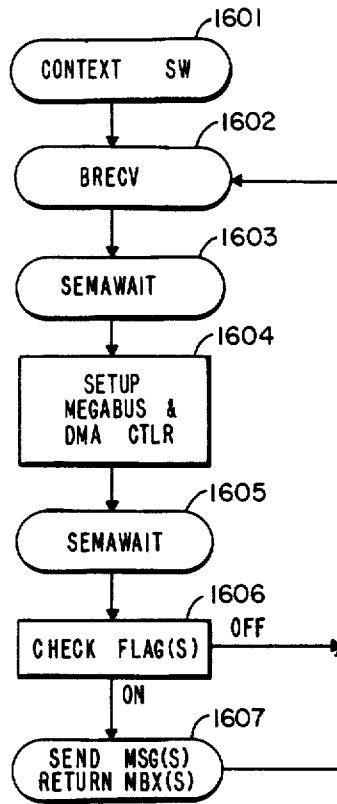 1601
CONTEXT SW
1602
BRECV
1603
SEMAWAIT
1604
SETUP
MEGABUS &
DMA CTLR
1605
SEMAWAIT
1606
CHECK FLAG(S)
OFF
ON
1607
SEND MSG(S)
RETURN MBX(S)